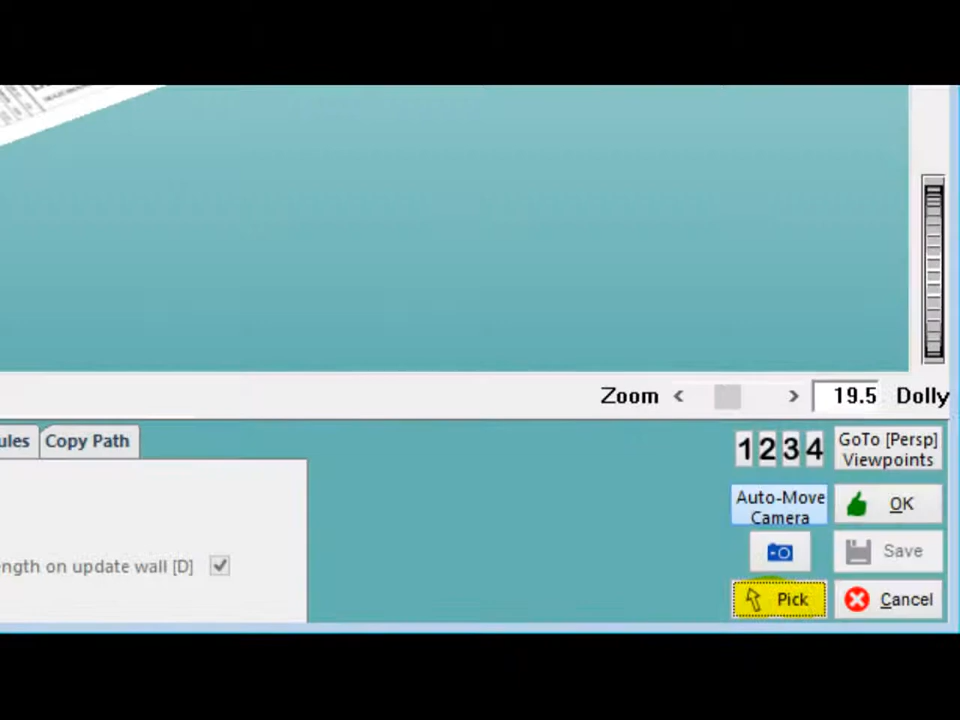 Zoom < > 19.5 Dolly
ules Copy Path
1 2 3 4 GoTo [Persp]
Viewpoints
Auto-Move
Camera
OK
ength on update wall [D]
Save
Pick
Cancel